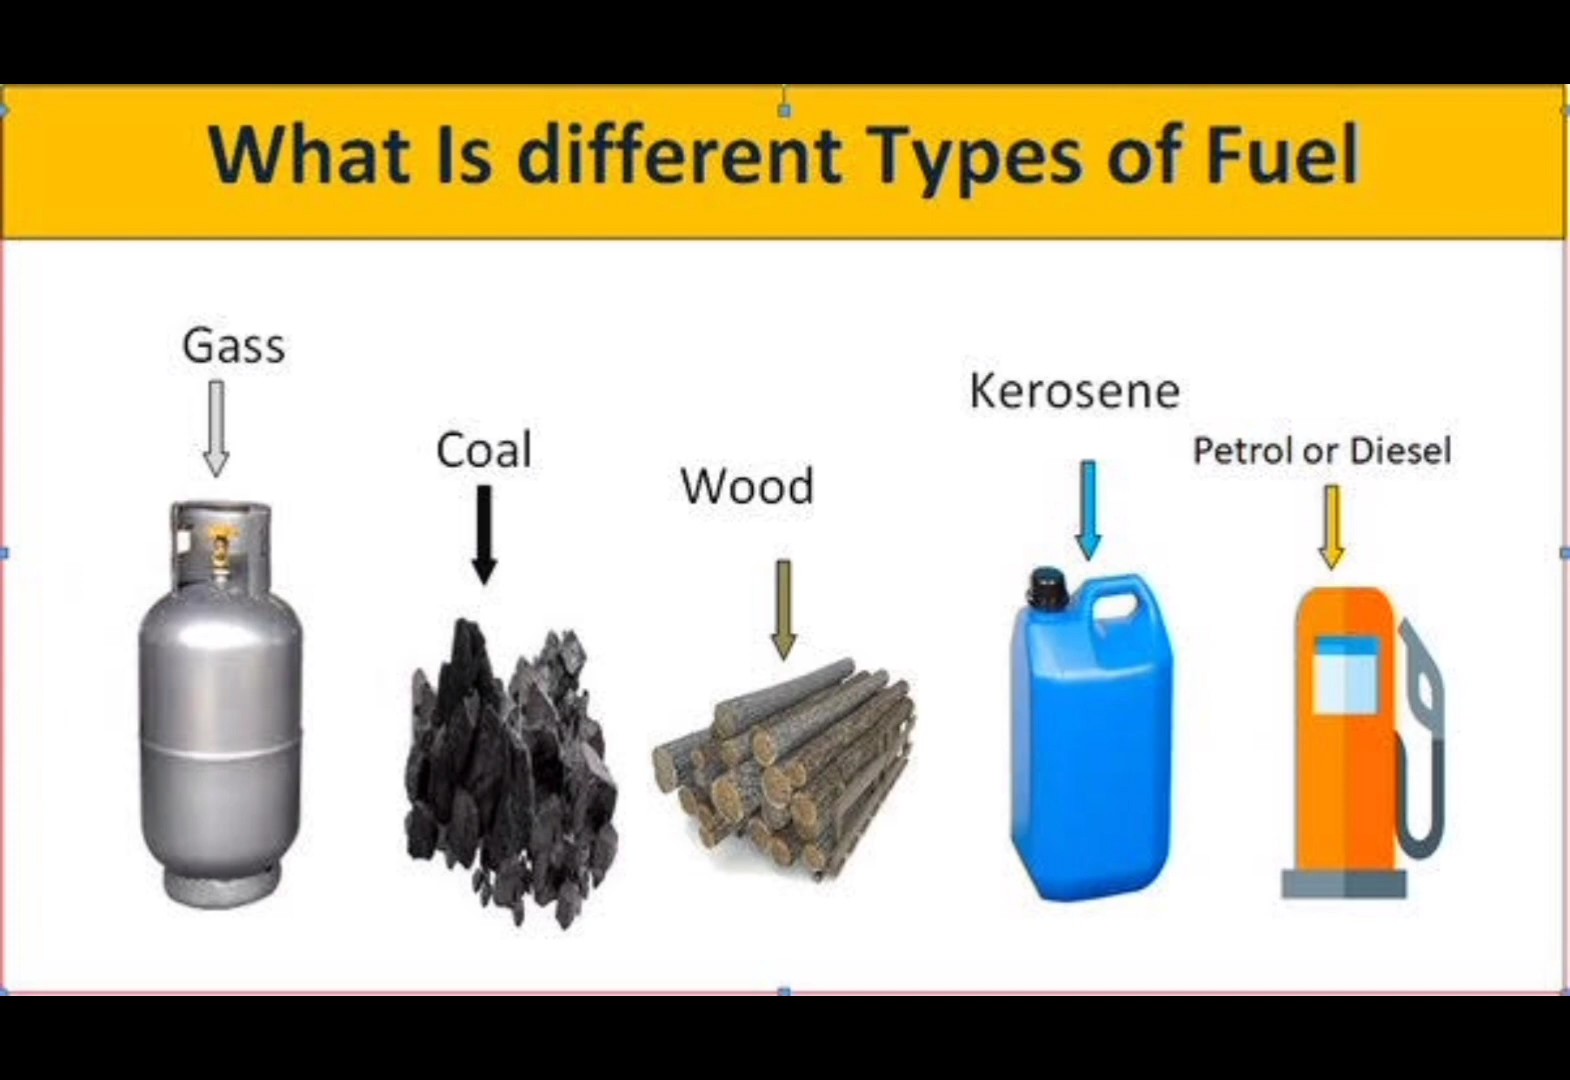 What Is different Types of Fuel
Gass
Coal
Wood
Kerosene
Petrol or Diesel